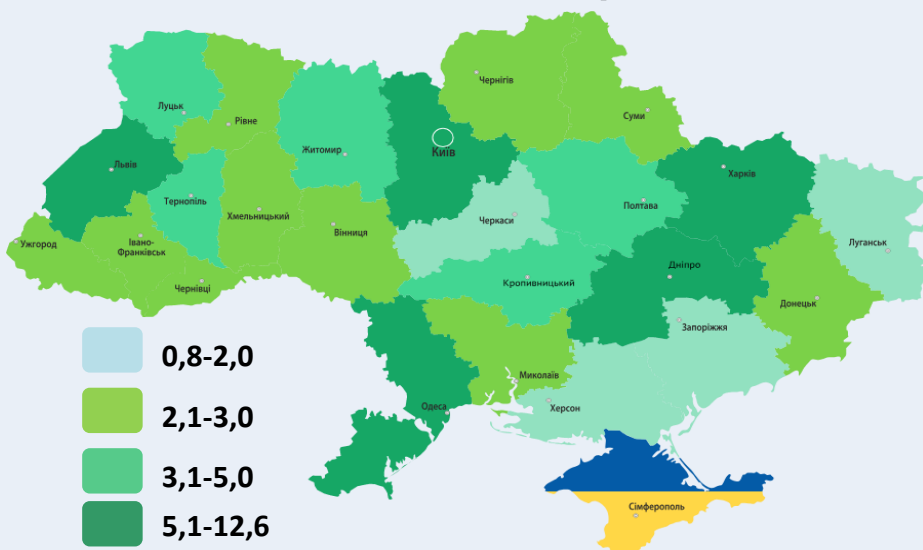 Чернігів
Луцьк
Рівне
Суми
Житомир
Київ
Львів
Харків
Тернопіль
Хмельницький
Черкаси
Полтава
Вінниця
Ужгород
Івано-
Франківськ
Луганськ
Чернівці
Кропивницький
Дніпро
Донецьк
Запоріжжя
0,8-2,0
Миколаїв
Одеса
Херсон
2,1-3,0
3,1-5,0
Сімферополь
5,1-12,6